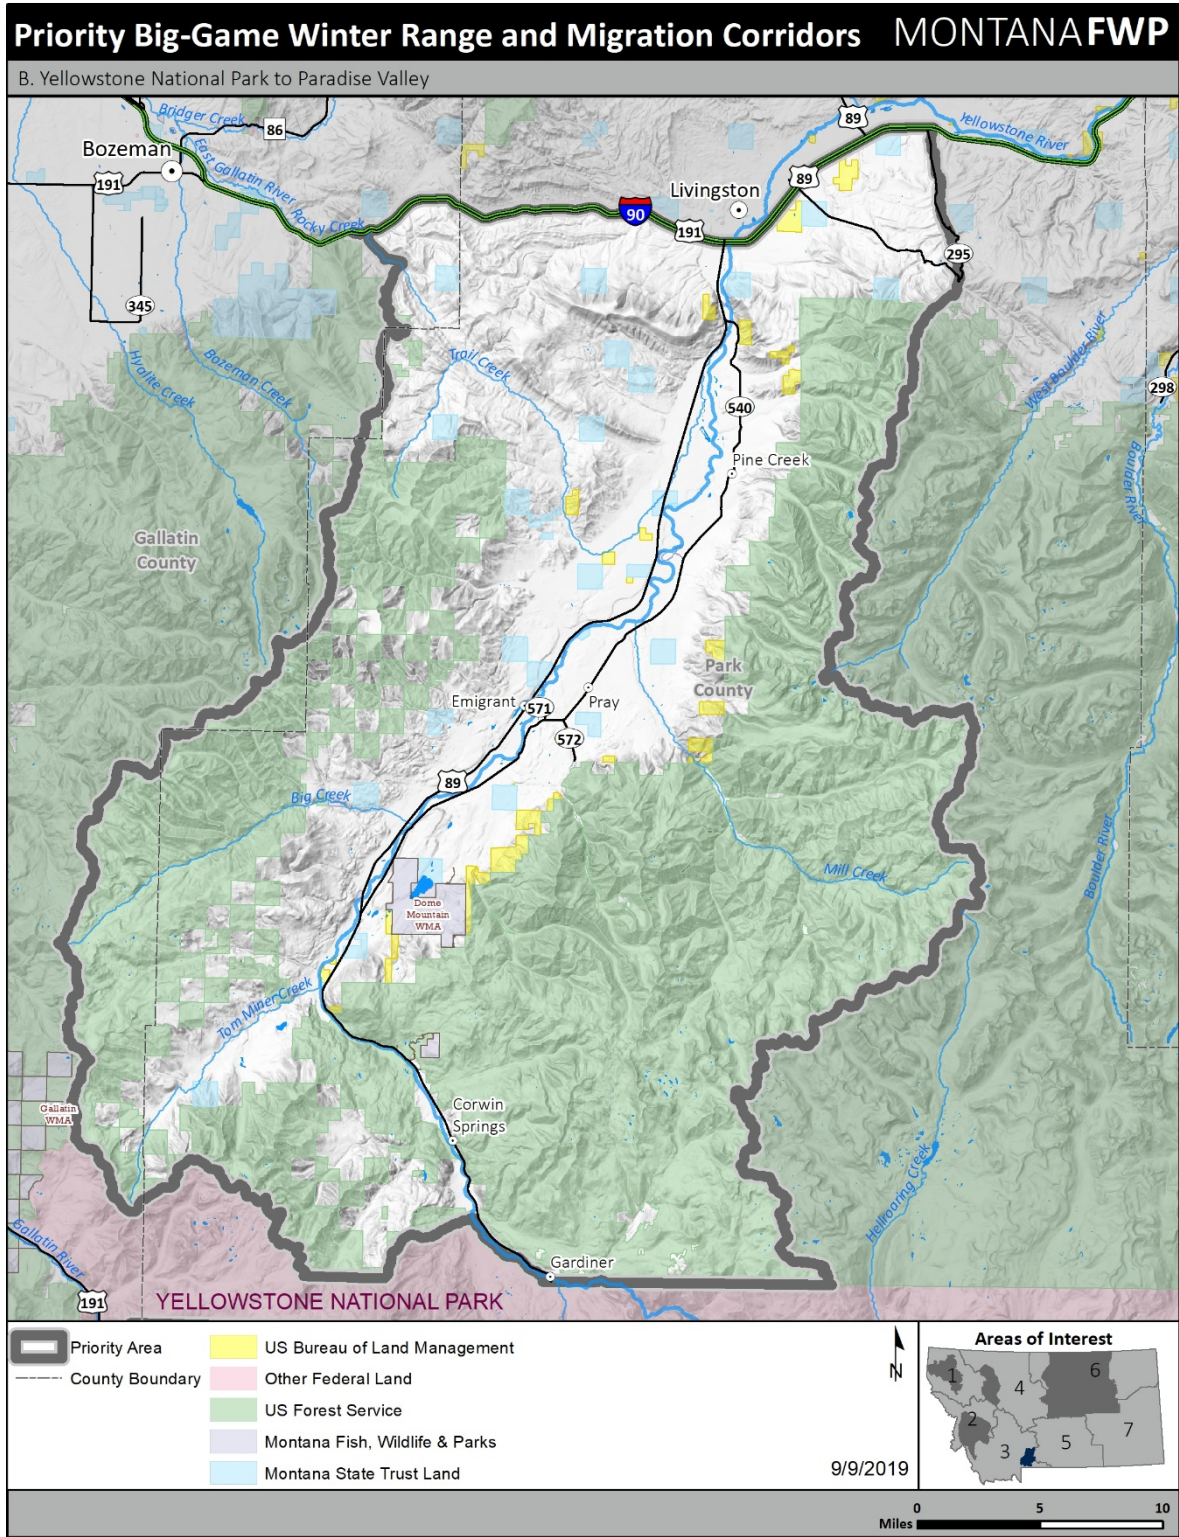 Priority Big-Game Winter Range and Migration Corridors MONTANAFWP
B. Yellowstone National Park to Paradise Valley
Bridger Creek
86
89
Yellowstone River
Bozeman
East Gallatin River
191
89
Livingston
Rocky Creek
90
191
295
345
Trail Creek
Hyalite Creek
Bozeman Creek
West Boulder River
298
540
Boulder River
Pine Creek
Gallatin
County
Park
County
Emigrant
571
Pray
572
89
Big Creek
Boulder River
Mill Creek
Dome
Mountain
WMA
Tom Miner Creek
Corwin
Springs
Gallatin
WMA
Hellroaring Creek
Gallatin River
Gardiner
191
YELLOWSTONE NATIONAL PARK
Priority Area
County Boundary
US Bureau of Land Management
Other Federal Land
US Forest Service
Montana Fish, Wildlife & Parks
Montana State Trust Land
N
9/9/2019
Areas of Interest
1
2
3
4
5
6
7
0 5 10
Miles